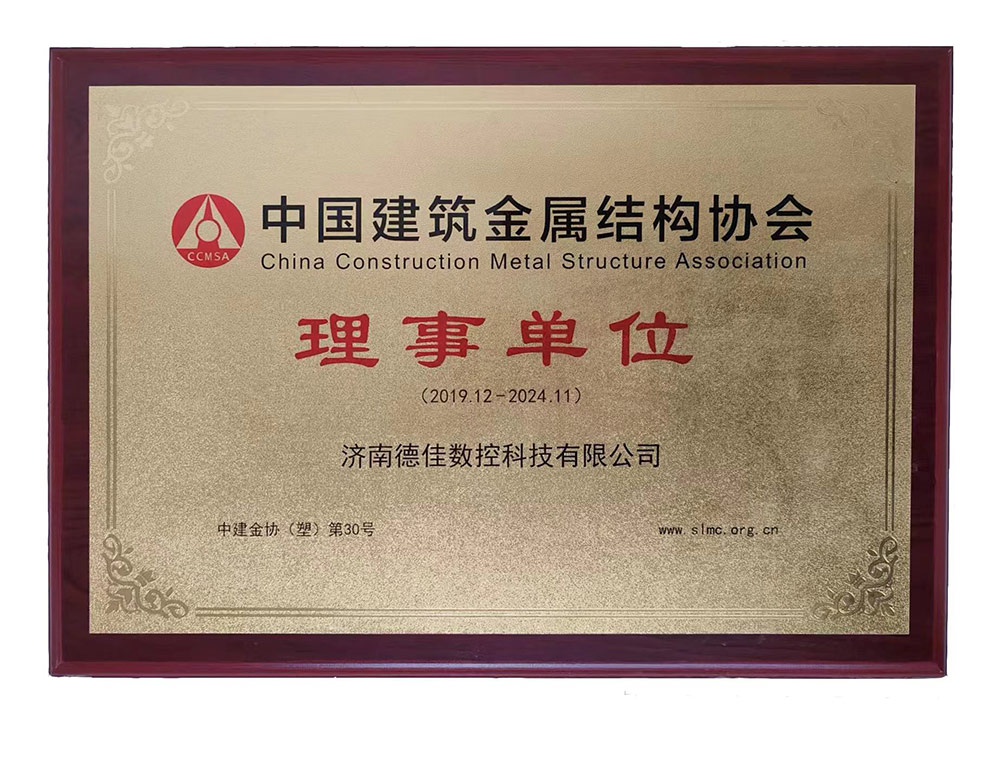 中国建筑金属结构协会
CCMSA
China Construction Metal Structure Association
理事单位
（2019.12-2024.11）
济南德佳数控科技有限公司
中建金协（塑）第30号
www.slmc.org.cn